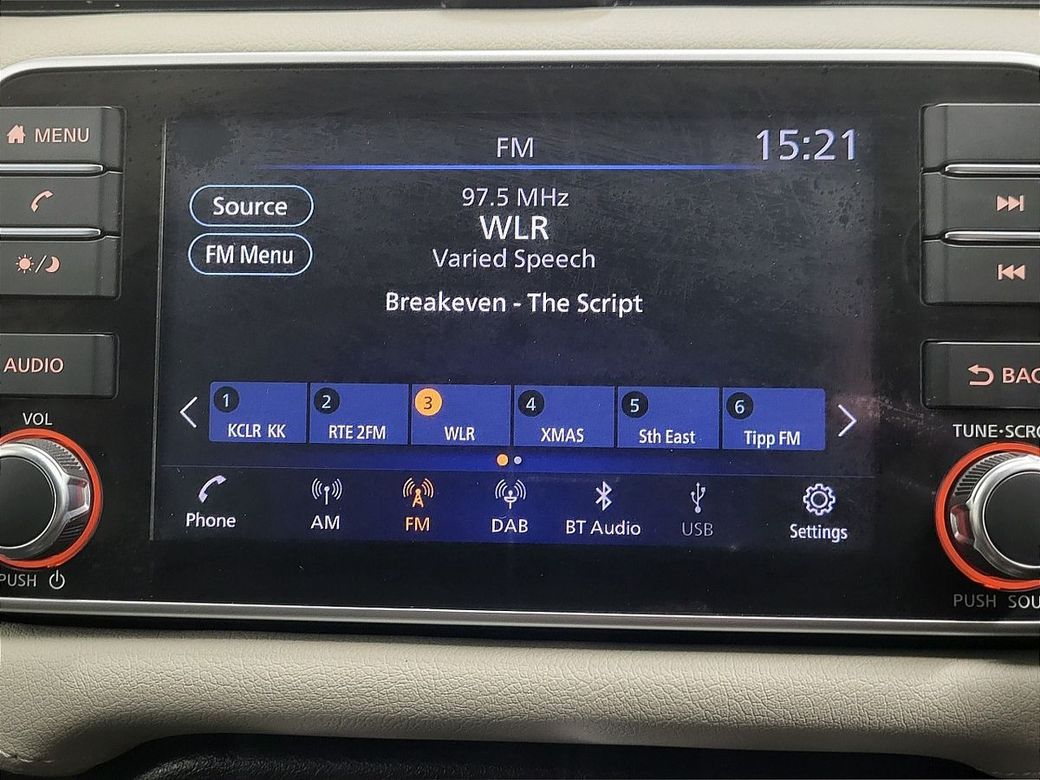 MENU
FM
15:21
Source
97.5 MHz
WLR
FM Menu
Varied Speech
Breakeven - The Script
AUDIO
BAC
VOL
1
KCLR KK
2
RTE 2FM
3
WLR
4
XMAS
5
Sth East
6
Tipp FM
TUNE·SCRO
Phone
AM
FM
DAB
BT Audio
USB
Settings
PUSH
PUSH SOU